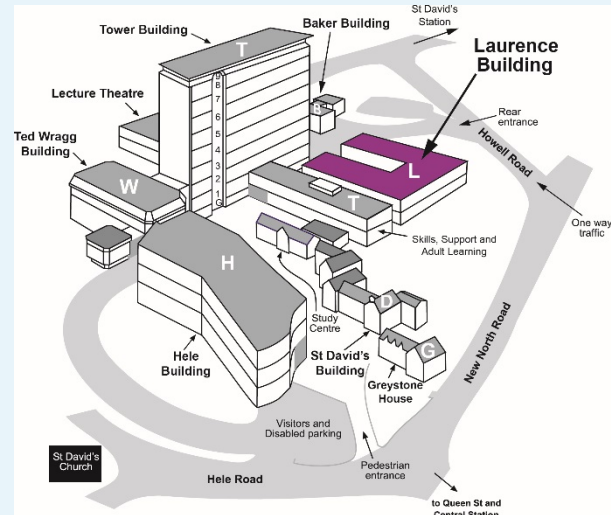 St David's
Station
Baker Building
Tower Building
Laurence
Building
T
9
8
7
6
5
4
3
2
1
G
B
Lecture Theatre
Rear
entrance
Howell Road
Ted Wragg
Building
W
L
T
One way
traffic
Skills, Support and
Adult Learning
H
Study
Centre
D
New North Road
Hele
Building
St David's
Building
G
Greystone
House
Visitors and
Disabled parking
St David's
Church
Pedestrian
entrance
Hele Road
to Queen St and
Central Station